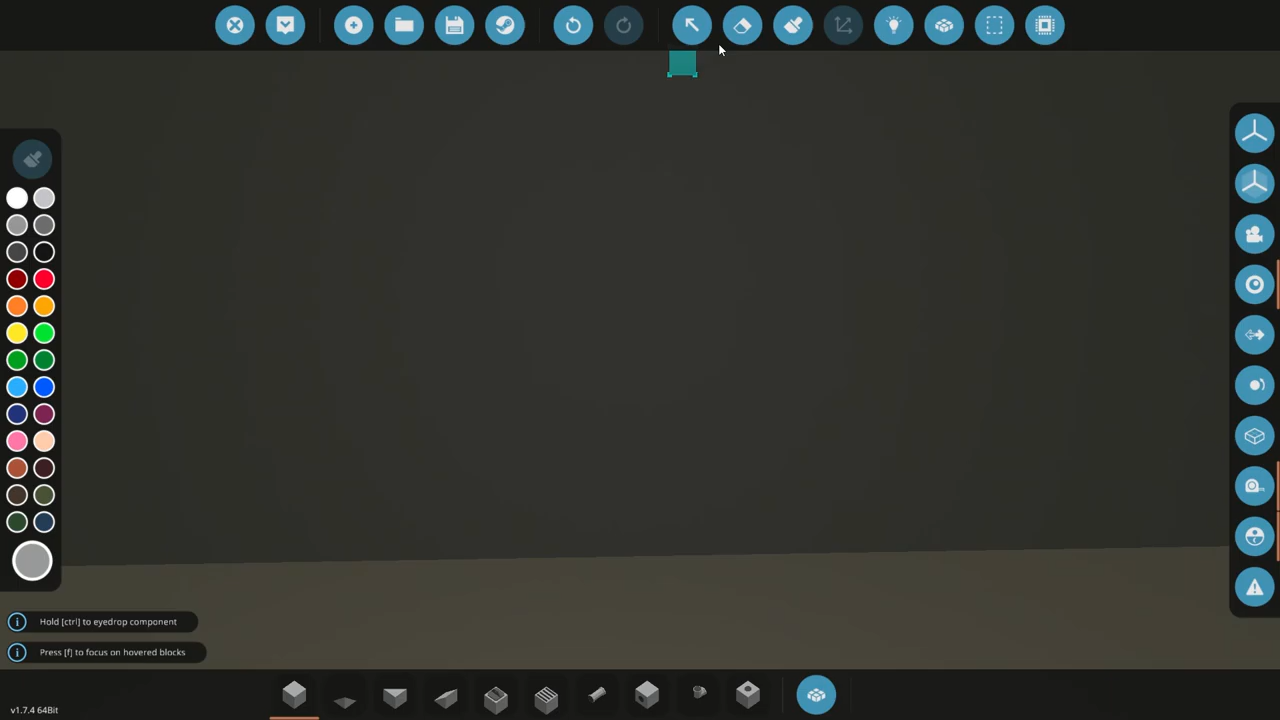 Hold [ctrl] to eyedrop component
Press [f] to focus on hovered blocks
v1.7.4 64Bit